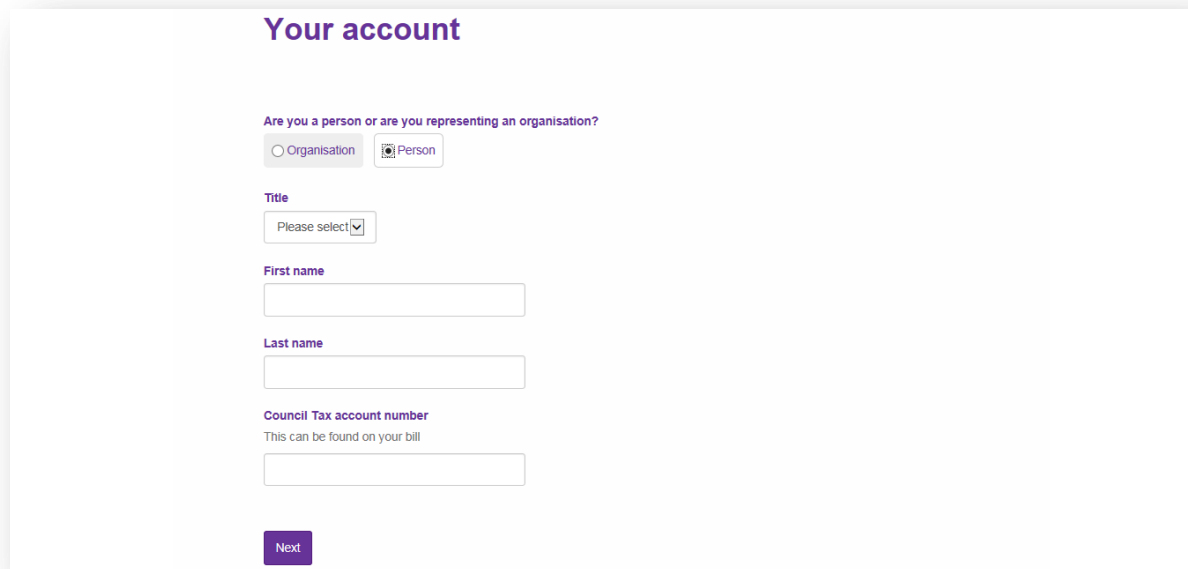 Your account
Are you a person or are you representing an organisation?
Organisation Person
Title
Please select
First name
Last name
Council Tax account number
This can be found on your bill
Next